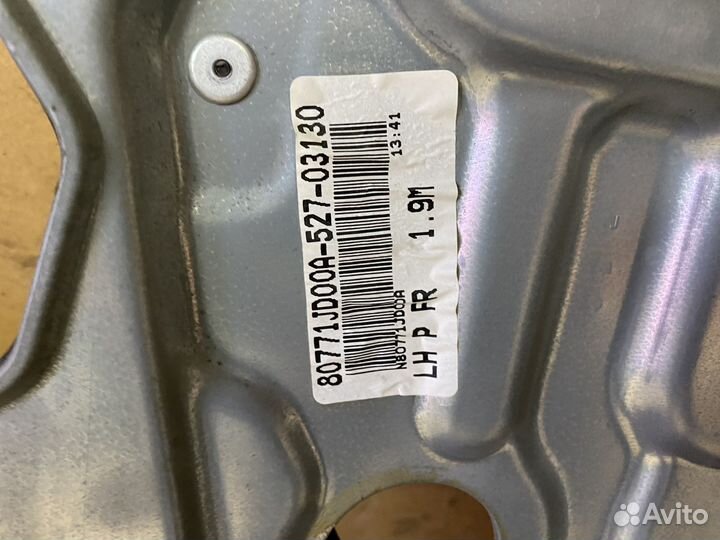 80771JD00A-527-03130
13:41
N80771JD00A
LH P FR 1.9M
Avito